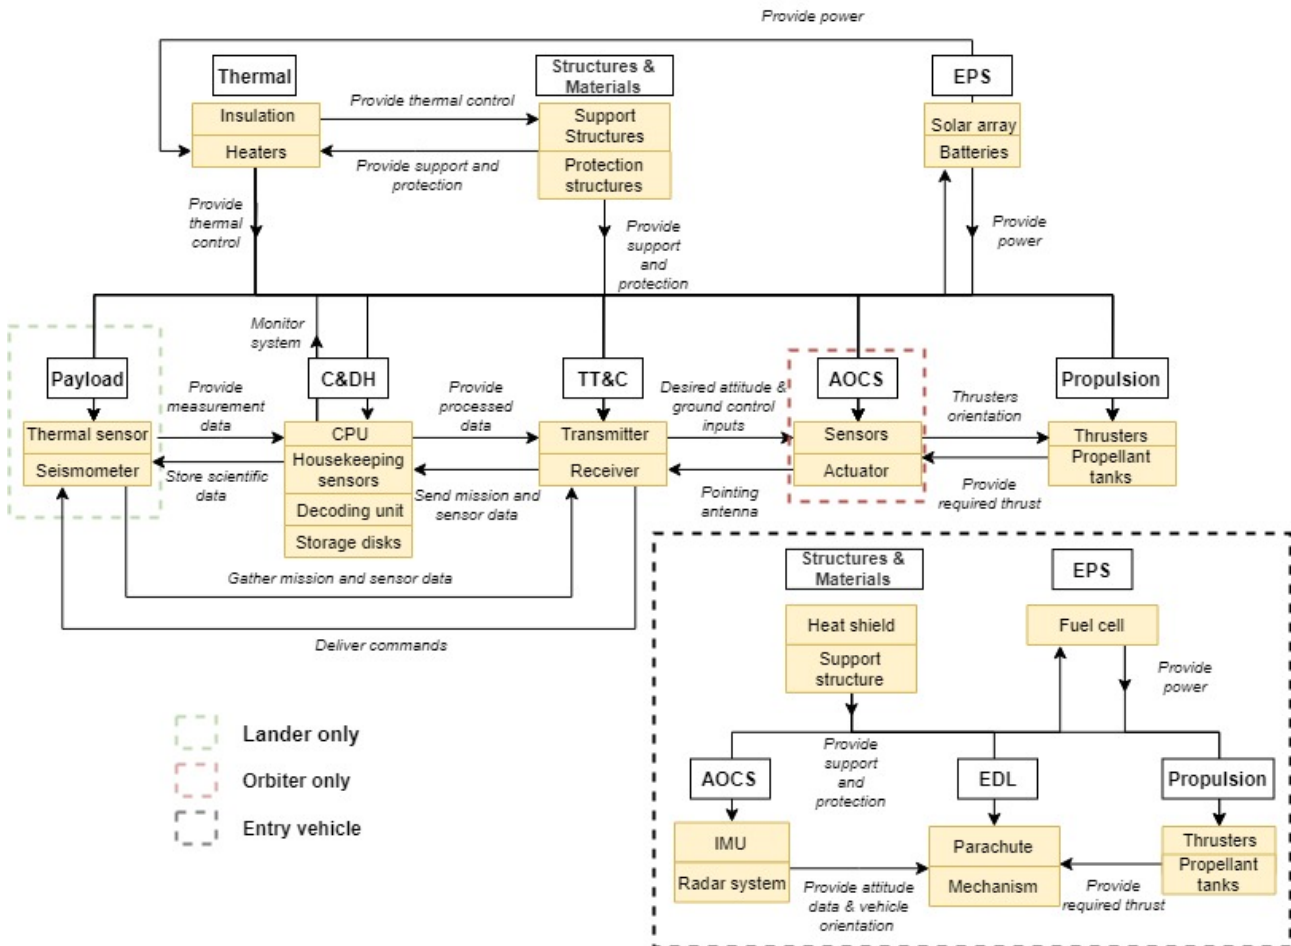 Provide power
Thermal
Structures &
Materials
EPS
Insulation
Heaters
Provide thermal control
Provide support and
protection
Support
Structures
Protection
structures
Solar array
Batteries
Provide
thermal
control
Provide
support
and
protection
Provide
power
Monitor
system
Payload
C&DH
TT&C
AOCS
Propulsion
Provide
measurement
data
Provide
processed
data
Desired attitude &
ground control
inputs
Thrusters
orientation
Thermal sensor
Seismometer
CPU
Housekeeping
sensors
Decoding unit
Storage disks
Transmitter
Receiver
Sensors
Actuator
Thrusters
Propellant
tanks
Store scientific
data
Send mission and
sensor data
Pointing
antenna
Provide
required thrust
Gather mission and sensor data
Deliver commands
Structures &
Materials
EPS
Heat shield
Support
structure
Fuel cell
Provide
power
Provide
support
and
protection
AOCS
EDL
Propulsion
IMU
Radar system
Parachute
Mechanism
Thrusters
Propellant
tanks
Provide attitude
data & vehicle
orientation
Provide
required thrust
Lander only
Orbiter only
Entry vehicle